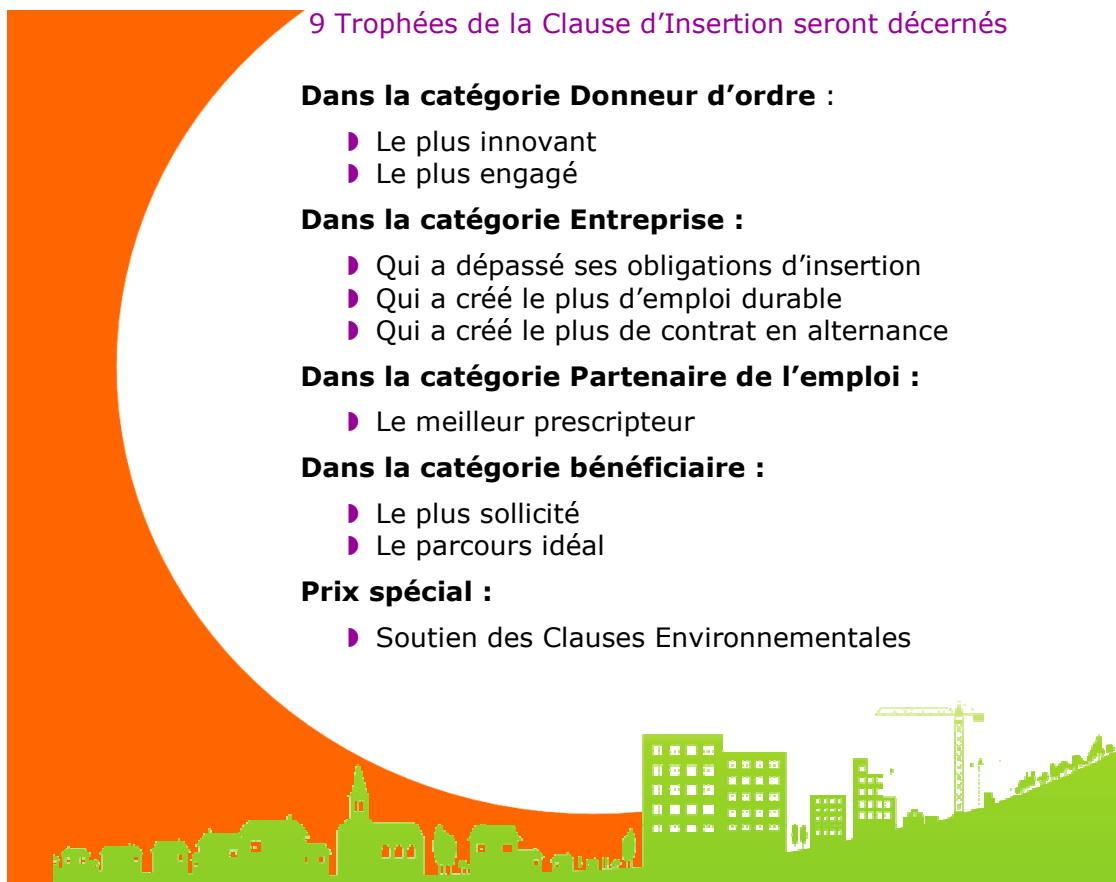 9 Trophées de la Clause d’Insertion seront décernés
Dans la catégorie Donneur d’ordre :
Le plus innovant
Le plus engagé
Dans la catégorie Entreprise :
Qui a dépassé ses obligations d’insertion
Qui a créé le plus d’emploi durable
Qui a créé le plus de contrat en alternance
Dans la catégorie Partenaire de l’emploi :
Le meilleur prescripteur
Dans la catégorie bénéficiaire :
Le plus sollicité
Le parcours idéal
Prix spécial :
Soutien des Clauses Environnementales